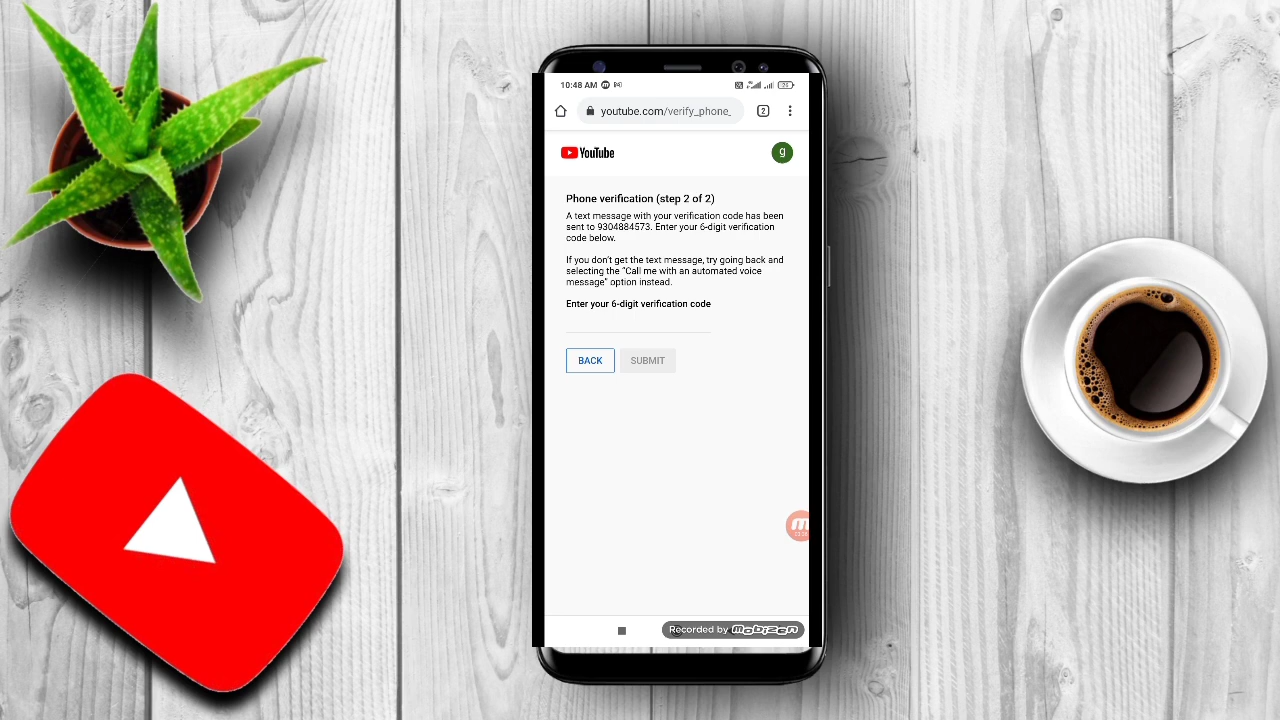 10:48 AM
2
youtube.com/verify_phone_
YouTube
g
Phone verification (step 2 of 2)
A text message with your verification code has been
sent to 9304884573. Enter your 6-digit verification
code below.
If you don't get the text message, try going back and
selecting the "Call me with an automated voice
message" option instead.
Enter your 6-digit verification code
BACK SUBMIT
Recorded by mobizen